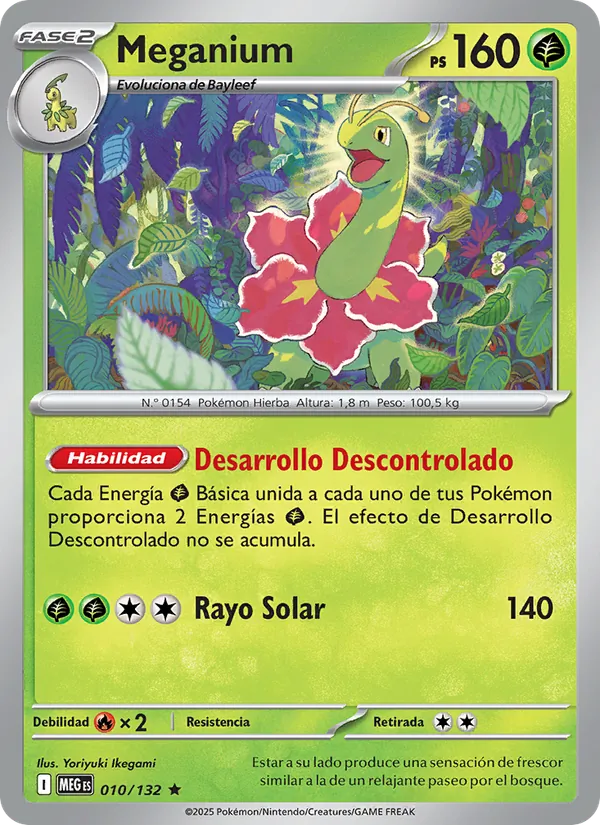 FASE2
Meganium
PS 160
Evoluciona de Bayleef
N.º 0154 Pokémon Hierba Altura: 1,8 m Peso: 100,5 kg
Habilidad Desarrollo Descontrolado
Cada Energía Básica unida a cada uno de tus Pokémon
proporciona 2 Energías . El efecto de Desarrollo
Descontrolado no se acumula.
Rayo Solar 140
Debilidad ×2 Resistencia Retirada
Ilus. Yoriyuki Ikegami
Estar a su lado produce una sensación de frescor
similar a la de un relajante paseo por el bosque.
I MEG ES 010/132 ★
©2025 Pokémon/Nintendo/Creatures/GAME FREAK